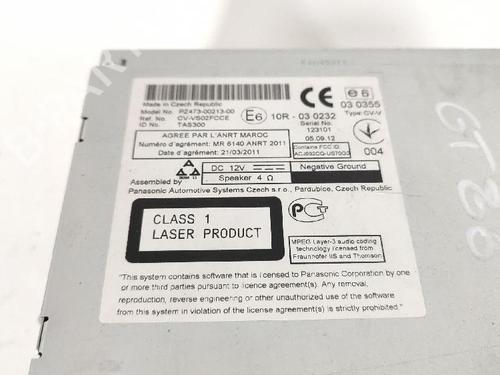 Made in Czech Republic
Model No. PZ473-00213-00
Ref. No. CV-VS02FCCE
ID No. TAS300
E6 10R - 03 0232
Serial No.
123101
05.09.12
e6
03 0355
Type: CV-V
AGREE PAR L'ANRT MAROC
Numéro d'agrément: MR 6140 ANRT 2011
Date d'agrément: 21/03/2011
Contains FCC ID:
004
DC 12V Negative Ground
Speaker 4 Ω
Assembled by
Panasonic Automotive Systems Czech s.r.o., Pardubice, Czech Republic
CLASS 1
LASER PRODUCT
MPEG Layer-3 audio coding
technology licensed from
Fraunhofer IIS and Thomson.
"This system contains software that is licensed to Panasonic Corporation by one
or more third parties pursuant to licence agreement(s). Any removal,
reproduction, reverse engineering or other unauthorized use of the software
from this system in violation of the license agreement(s) is strictly prohibited."